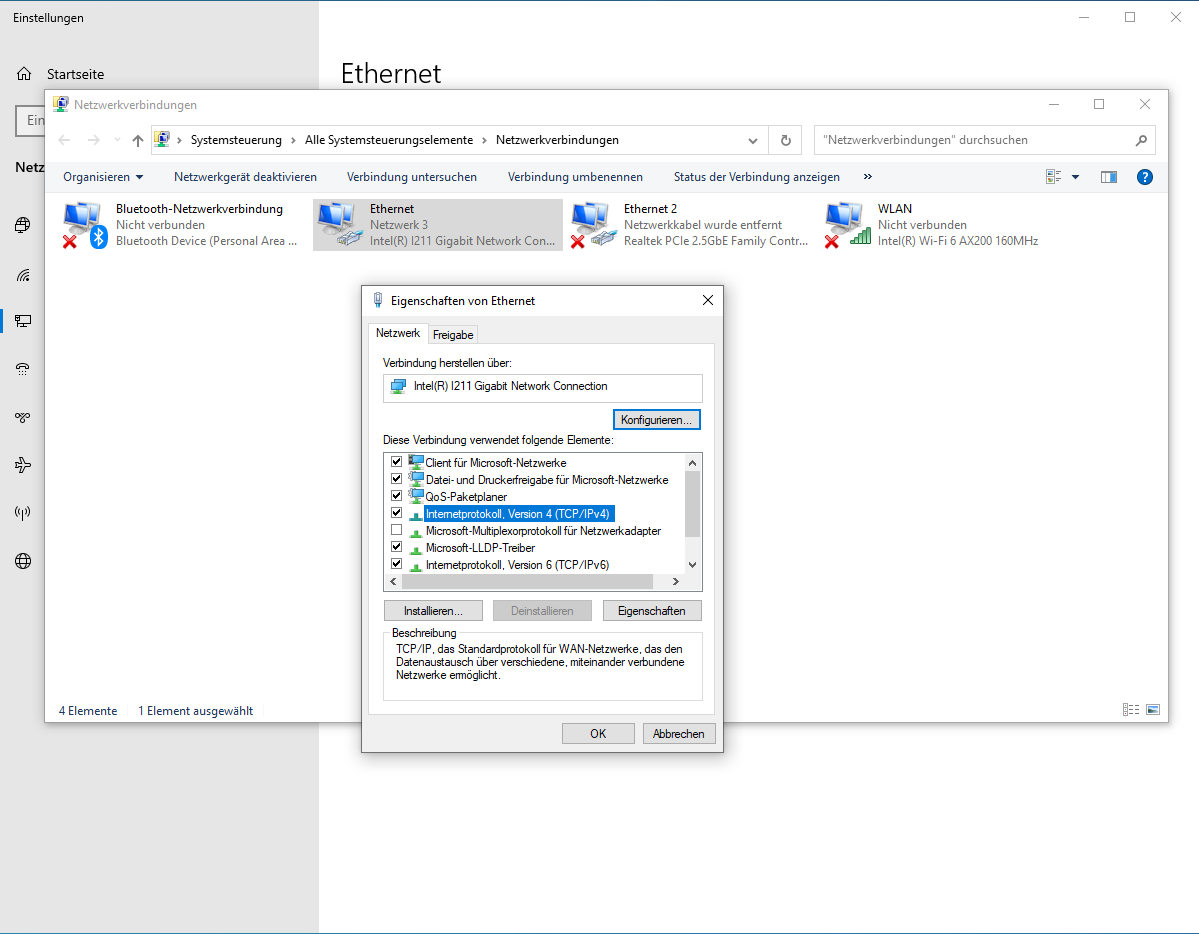 Einstellungen
Startseite
Ethernet
Ein
Netz
Netzwerkverbindungen
Systemsteuerung › Alle Systemsteuerungselemente › Netzwerkverbindungen
"Netzwerkverbindungen" durchsuchen
Organisieren Netzwerkgerät deaktivieren Verbindung untersuchen Verbindung umbenennen Status der Verbindung anzeigen »
Bluetooth-Netzwerkverbindung
Nicht verbunden
Bluetooth Device (Personal Area ...
Ethernet
Netzwerk 3
Intel(R) I211 Gigabit Network Con...
Ethernet 2
Netzwerkkabel wurde entfernt
Realtek PCIe 2.5GbE Family Contr...
WLAN
Nicht verbunden
Intel(R) Wi-Fi 6 AX200 160MHz
Eigenschaften von Ethernet
Netzwerk Freigabe
Verbindung herstellen über:
Intel(R) I211 Gigabit Network Connection
Konfigurieren...
Diese Verbindung verwendet folgende Elemente:
Client für Microsoft-Netzwerke
Datei- und Druckerfreigabe für Microsoft-Netzwerke
QoS-Paketplaner
Internetprotokoll, Version 4 (TCP/IPv4)
Microsoft-Multiplexorprotokoll für Netzwerkadapter
Microsoft-LLDP-Treiber
Internetprotokoll, Version 6 (TCP/IPv6)
Installieren... Deinstallieren Eigenschaften
Beschreibung
TCP/IP, das Standardprotokoll für WAN-Netzwerke, das den
Datenaustausch über verschiedene, miteinander verbundene
Netzwerke ermöglicht.
OK Abbrechen
4 Elemente 1 Element ausgewählt